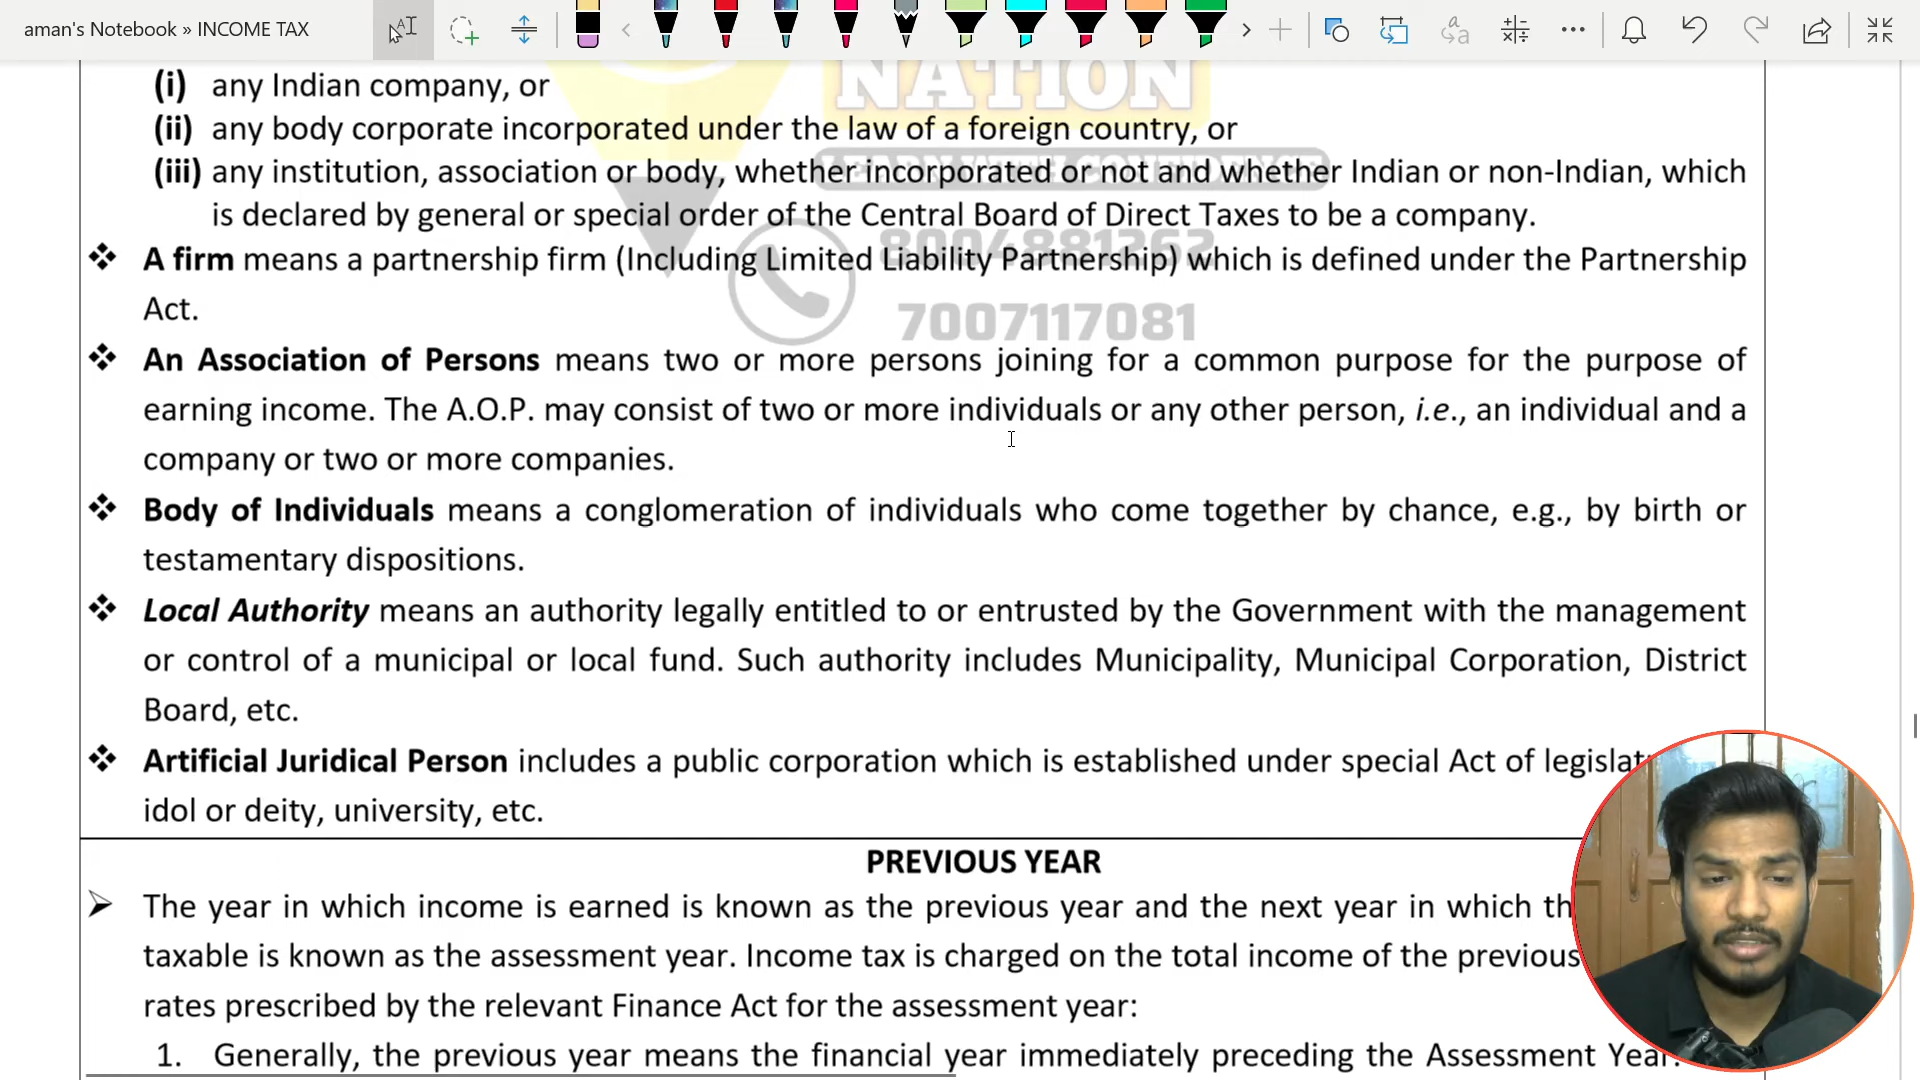 aman's Notebook » INCOME TAX
NATION
(i) any Indian company, or
(ii) any body corporate incorporated under the law of a foreign country, or
LEARN WITH CONFIDENCE
(iii) any institution, association or body, whether incorporated or not and whether Indian or non-Indian, which
is declared by general or special order of the Central Board of Direct Taxes to be a company.
8004881262
❖ A firm means a partnership firm (Including Limited Liability Partnership) which is defined under the Partnership
Act.
7007117081
❖ An Association of Persons means two or more persons joining for a common purpose for the purpose of
earning income. The A.O.P. may consist of two or more individuals or any other person, i.e., an individual and a
company or two or more companies.
❖ Body of Individuals means a conglomeration of individuals who come together by chance, e.g., by birth or
testamentary dispositions.
❖ Local Authority means an authority legally entitled to or entrusted by the Government with the management
or control of a municipal or local fund. Such authority includes Municipality, Municipal Corporation, District
Board, etc.
❖ Artificial Juridical Person includes a public corporation which is established under special Act of
idol or deity, university, etc.
PREVIOUS YEAR
➢ The year in which income is earned is known as the previous year and the next year in which
taxable is known as the assessment year. Income tax is charged on the total income of the previous
rates prescribed by the relevant Finance Act for the assessment year:
1. Generally, the previous year means the financial year immediately preceding the Assessment Year.